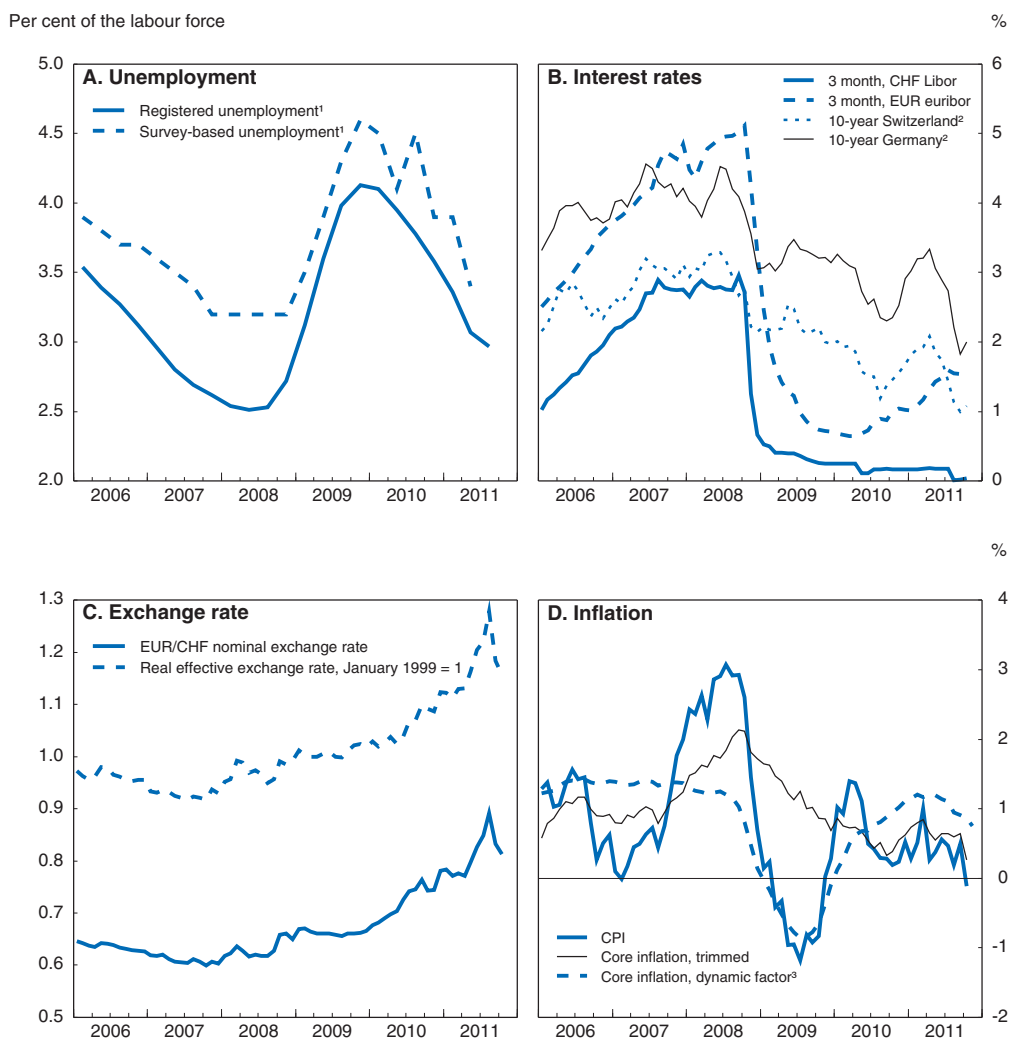 Per cent of the labour force
%
A. Unemployment
Registered unemployment¹
Survey-based unemployment¹
5.0
4.5
4.0
3.5
3.0
2.5
2.0
2006 2007 2008 2009 2010 2011
B. Interest rates
3 month, CHF Libor
3 month, EUR euribor
10-year Switzerland²
10-year Germany²
6
5
4
3
2
1
0
2006 2007 2008 2009 2010 2011
%
C. Exchange rate
EUR/CHF nominal exchange rate
Real effective exchange rate, January 1999 = 1
1.3
1.2
1.1
1.0
0.9
0.8
0.7
0.6
0.5
2006 2007 2008 2009 2010 2011
D. Inflation
4
3
2
1
0
-1
-2
CPI
Core inflation, trimmed
Core inflation, dynamic factor³
2006 2007 2008 2009 2010 2011